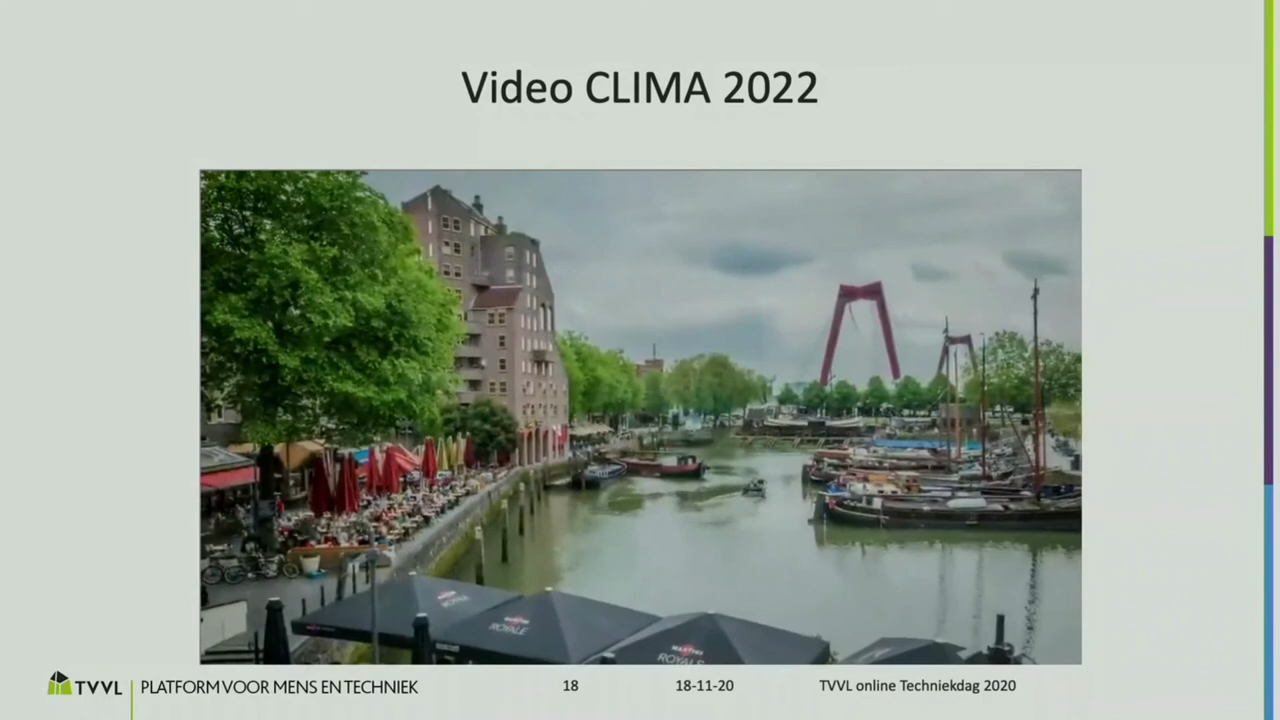 Video CLIMA 2022
ROYALE
MARTINI
ROYALE
MARTINI
ROYALE
TVVL
PLATFORM VOOR MENS EN TECHNIEK
18
18-11-20
TVVL online Techniekdag 2020